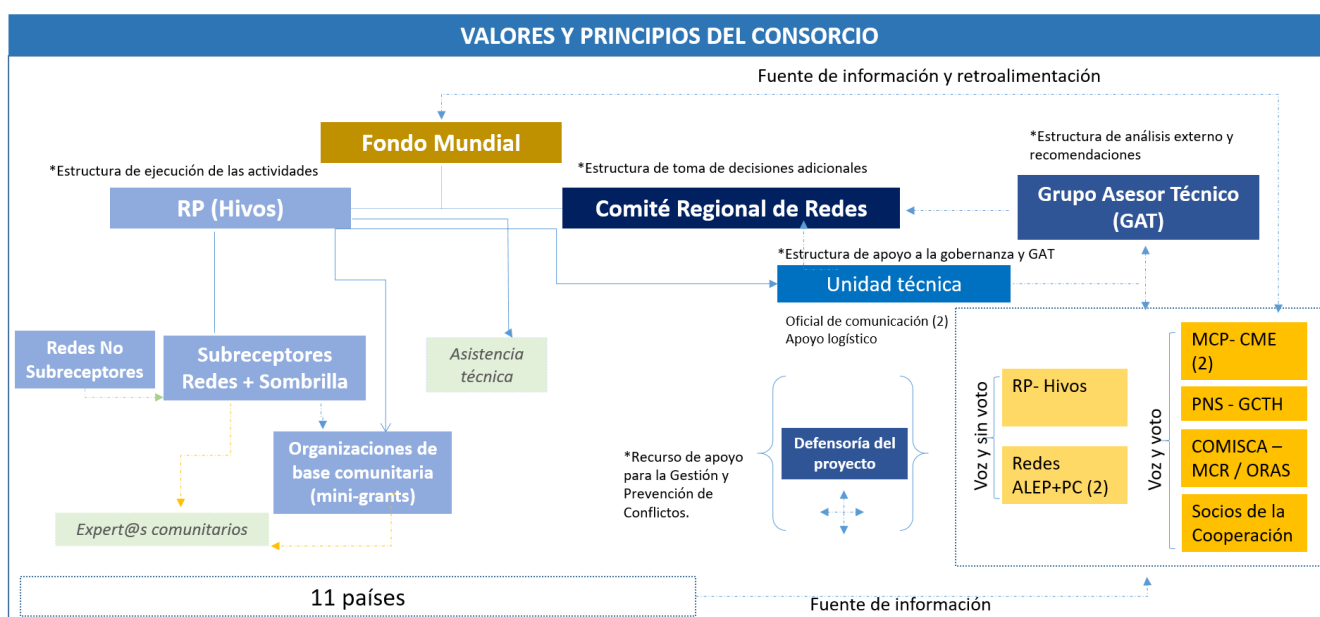 VALORES Y PRINCIPIOS DEL CONSORCIO
Fuente de información y retroalimentación
Fondo Mundial
*Estructura de ejecución de las actividades
RP (Hivos)
*Estructura de toma de decisiones adicionales
Comité Regional de Redes
*Estructura de análisis externo y
recomendaciones
Grupo Asesor Técnico
(GAT)
*Estructura de apoyo a la gobernanza y GAT
Unidad técnica
Oficial de comunicación (2)
Apoyo logístico
Redes No
Subreceptores
Subreceptores
Redes + Sombrilla
Asistencia
técnica
Organizaciones de
base comunitaria
(mini-grants)
Expert@s comunitarios
*Recurso de apoyo
para la Gestión y
Prevención de
Conflictos.
Defensoría del
proyecto
Voz y sin voto
RP- Hivos
Redes
ALEP+PC (2)
Voz y voto
MCP- CME
(2)
PNS - GCTH
COMISCA –
MCR / ORAS
Socios de la
Cooperación
11 países
Fuente de información